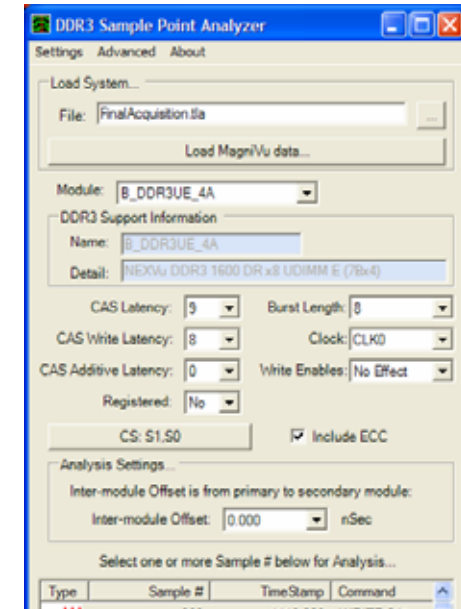 DDR3 Sample Point Analyzer
Settings Advanced About
Load System...
File: FinalAcquisition.tla ...
Load MagniVu data...
Module: B_DDR3UE_4A
DDR3 Support Information
Name: B_DDR3UE_4A
Detail: NEXVu DDR3 1600 DR x8 UDIMM E (7Bx4)
CAS Latency: 9 Burst Length: 8
CAS Write Latency: 8 Clock: CLK0
CAS Additive Latency: 0 Write Enables: No Effect
Registered: No
CS: S1,S0 Include ECC
Analysis Settings...
Inter-module Offset is from primary to secondary module:
Inter-module Offset: 0.000 nSec
Select one or more Sample # below for Analysis...
Type Sample # TimeStamp Command